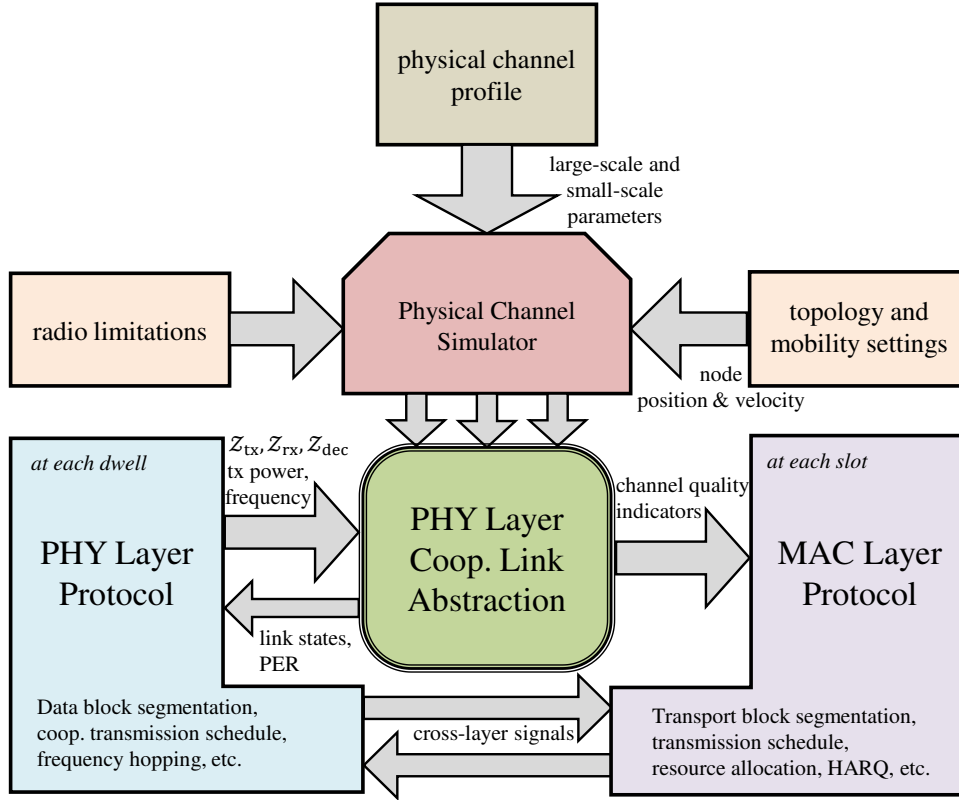 physical channel
profile
large-scale and
small-scale
parameters
radio limitations
Physical Channel
Simulator
topology and
mobility settings
node
position & velocity
at each dwell
𝒵tx, 𝒵rx, 𝒵dec
tx power,
frequency
PHY Layer
Protocol
link states,
PER
Data block segmentation,
coop. transmission schedule,
frequency hopping, etc.
PHY Layer
Coop. Link
Abstraction
channel quality
indicators
at each slot
MAC Layer
Protocol
cross-layer signals
Transport block segmentation,
transmission schedule,
resource allocation, HARQ, etc.